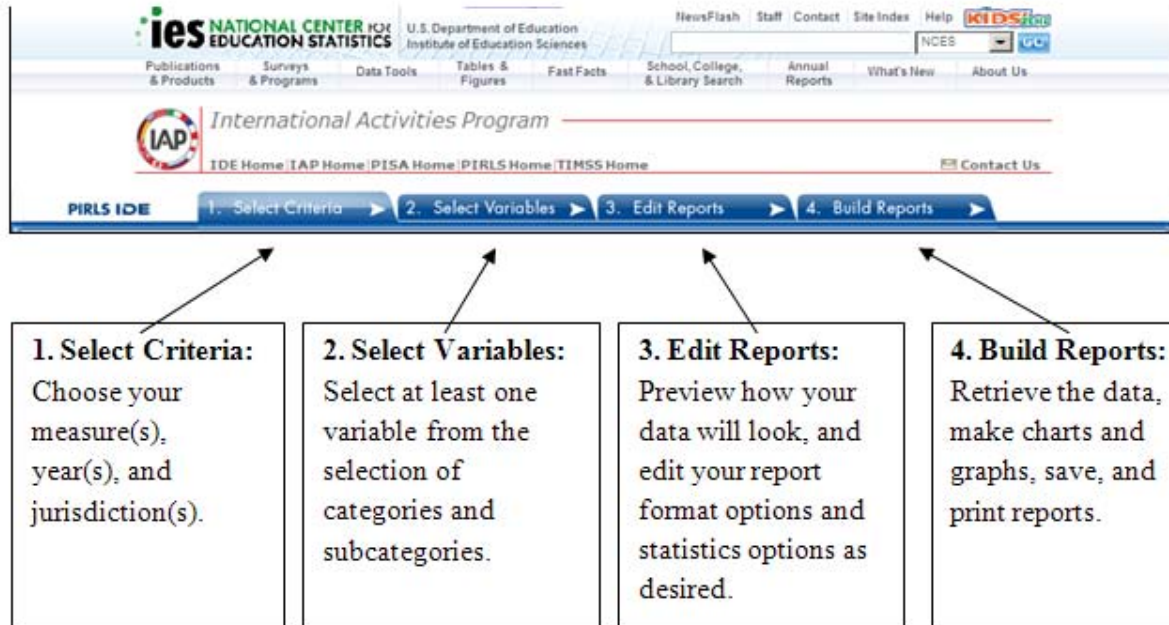 NewsFlash Staff Contact Site Index Help KIDS ZONE
ies NATIONAL CENTER FOR EDUCATION STATISTICS
U.S. Department of Education
Institute of Education Sciences
NCES GO
Publications & Products
Surveys & Programs
Data Tools
Tables & Figures
Fast Facts
School, College, & Library Search
Annual Reports
What's New
About Us
IAP
International Activities Program
IDE Home IAP Home PISA Home PIRLS Home TIMSS Home
Contact Us
PIRLS IDE
1. Select Criteria
2. Select Variables
3. Edit Reports
4. Build Reports
1. Select Criteria:
Choose your
measure(s),
year(s), and
jurisdiction(s).
2. Select Variables:
Select at least one
variable from the
selection of
categories and
subcategories.
3. Edit Reports:
Preview how your
data will look, and
edit your report
format options and
statistics options as
desired.
4. Build Reports:
Retrieve the data,
make charts and
graphs, save, and
print reports.